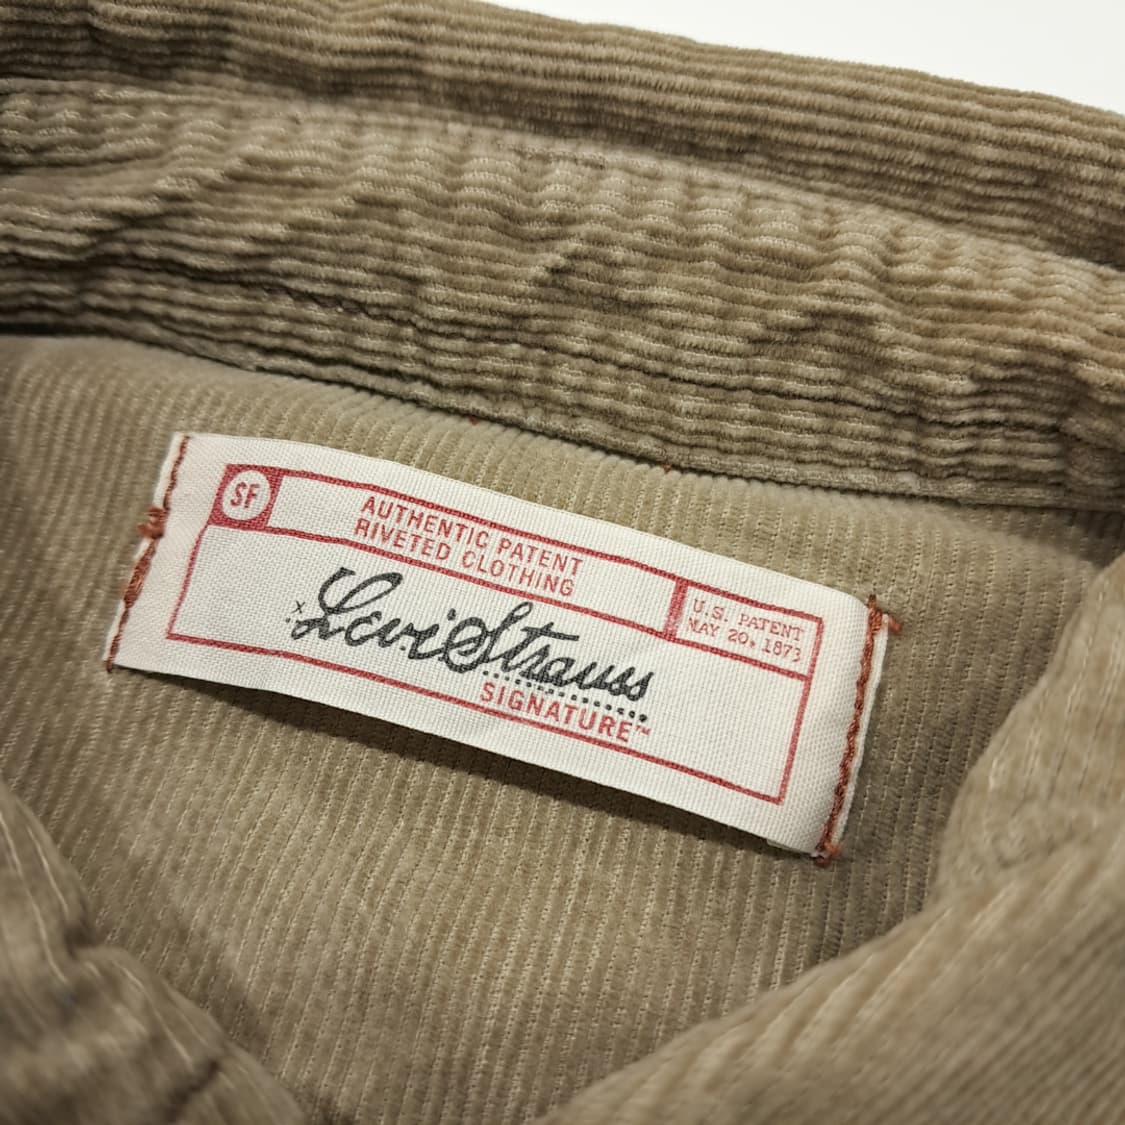 SF
AUTHENTIC PATENT
RIVETED CLOTHING
U.S. PATENT
MAY 20, 1873
x
Levi Strauss
SIGNATURE™